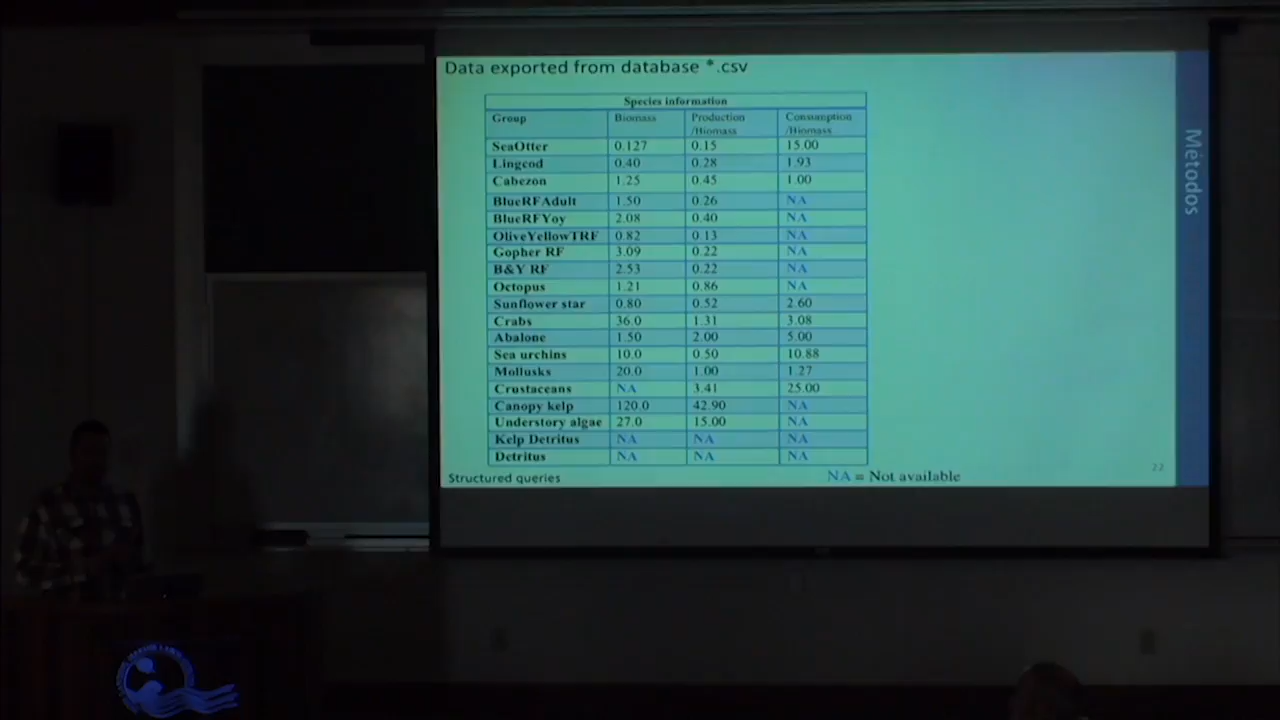 Data exported from database *.csv
Species information
Group Biomass Production /Biomass Consumption /Biomass
SeaOtter 0.127 0.15 15.00
Lingcod 0.40 0.28 1.93
Cabezon 1.25 0.45 1.00
BlueRFAdult 1.50 0.26 NA
BlueRFYoy 2.08 0.40 NA
OliveYellowTRF 0.82 0.13 NA
Gopher RF 3.09 0.22 NA
B&Y RF 2.53 0.22 NA
Octopus 1.21 0.86 NA
Sunflower star 0.80 0.52 2.60
Crabs 36.0 1.31 3.08
Abalone 1.50 2.00 5.00
Sea urchins 10.0 0.50 10.88
Mollusks 20.0 1.00 1.27
Crustaceans NA 3.41 25.00
Canopy kelp 120.0 42.90 NA
Understory algae 27.0 15.00 NA
Kelp Detritus NA NA NA
Detritus NA NA NA
Structured queries
NA = Not available
22
Métodos